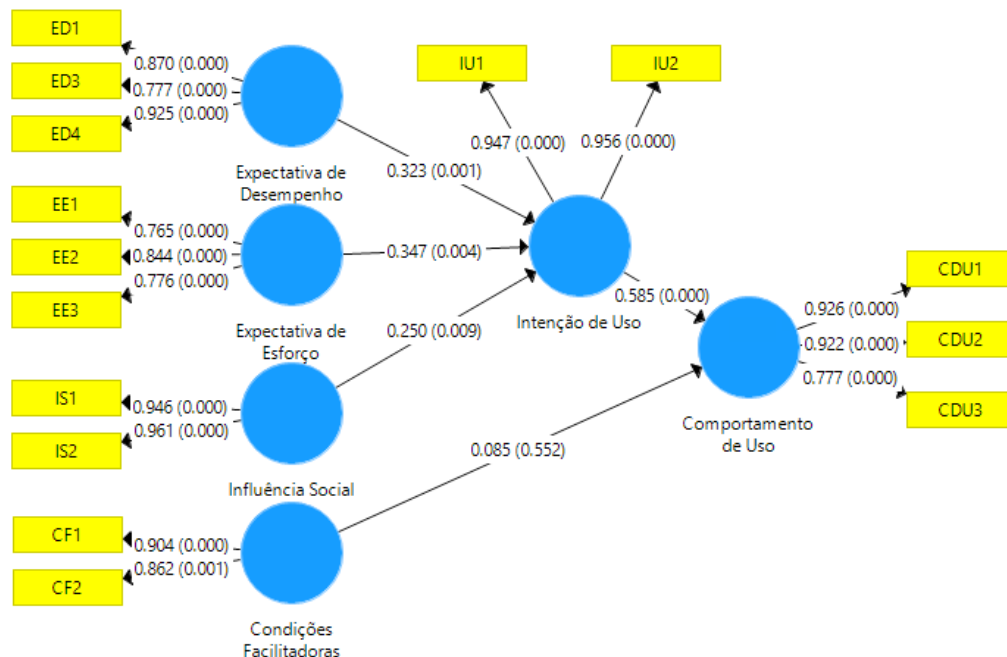 ED1
ED3
ED4
0.870 (0.000)
0.777 (0.000)
0.925 (0.000)
Expectativa de
Desempenho
IU1
IU2
0.947 (0.000)
0.956 (0.000)
0.323 (0.001)
EE1
EE2
EE3
0.765 (0.000)
0.844 (0.000)
0.776 (0.000)
0.347 (0.004)
Expectativa de
Esforço
Intenção de Uso
0.585 (0.000)
0.250 (0.009)
CDU1
CDU2
CDU3
0.926 (0.000)
0.922 (0.000)
0.777 (0.000)
Comportamento
de Uso
IS1
IS2
0.946 (0.000)
0.961 (0.000)
Influência Social
0.085 (0.552)
CF1
CF2
0.904 (0.000)
0.862 (0.001)
Condições
Facilitadoras